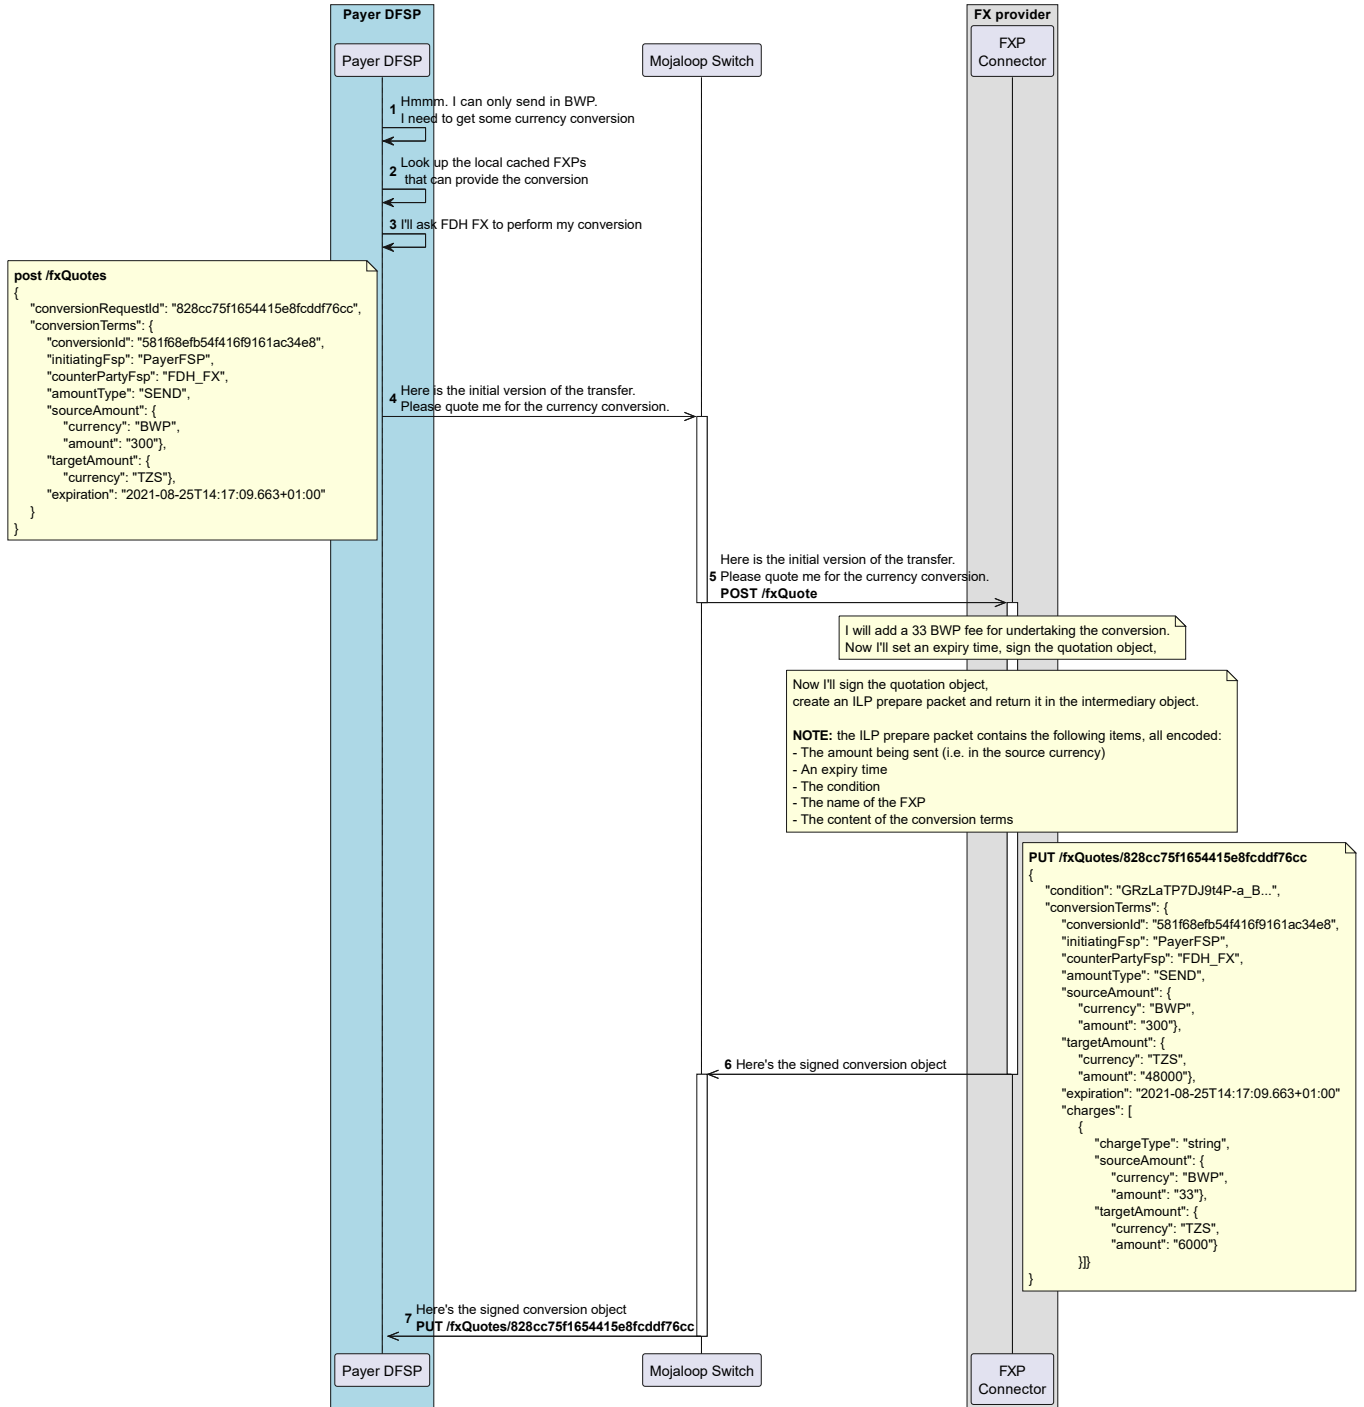 Payer DFSP
FX provider
Payer DFSP
Mojaloop Switch
FXP
Connector
1
Hmmm. I can only send in BWP.
I need to get some currency conversion
2
Look up the local cached FXPs
that can provide the conversion
3 I'll ask FDH FX to perform my conversion
post /fxQuotes
{
"conversionRequestId": "828cc75f1654415e8fcddf76cc",
"conversionTerms": {
"conversionId": "581f68efb54f416f9161ac34e8",
"initiatingFsp": "PayerFSP",
"counterPartyFsp": "FDH_FX",
"amountType": "SEND",
"sourceAmount": {
"currency": "BWP",
"amount": "300"},
"targetAmount": {
"currency": "TZS"},
"expiration": "2021-08-25T14:17:09.663+01:00"
}
}
4
Here is the initial version of the transfer.
Please quote me for the currency conversion.
Here is the initial version of the transfer.
5 Please quote me for the currency conversion.
POST /fxQuote
I will add a 33 BWP fee for undertaking the conversion.
Now I'll set an expiry time, sign the quotation object,
Now I'll sign the quotation object,
create an ILP prepare packet and return it in the intermediary object.
NOTE: the ILP prepare packet contains the following items, all encoded:
- The amount being sent (i.e. in the source currency)
- An expiry time
- The condition
- The name of the FXP
- The content of the conversion terms
PUT /fxQuotes/828cc75f1654415e8fcddf76cc
{
"condition": "GRzLaTP7DJ9t4P-a_B...",
"conversionTerms": {
"conversionId": "581f68efb54f416f9161ac34e8",
"initiatingFsp": "PayerFSP",
"counterPartyFsp": "FDH_FX",
"amountType": "SEND",
"sourceAmount": {
"currency": "BWP",
"amount": "300"},
"targetAmount": {
"currency": "TZS",
"amount": "48000"},
"expiration": "2021-08-25T14:17:09.663+01:00"
"charges": [
{
"chargeType": "string",
"sourceAmount": {
"currency": "BWP",
"amount": "33"},
"targetAmount": {
"currency": "TZS",
"amount": "6000"}
}]}
}
6 Here's the signed conversion object
7
Here's the signed conversion object
PUT /fxQuotes/828cc75f1654415e8fcddf76cc
Payer DFSP
Mojaloop Switch
FXP
Connector